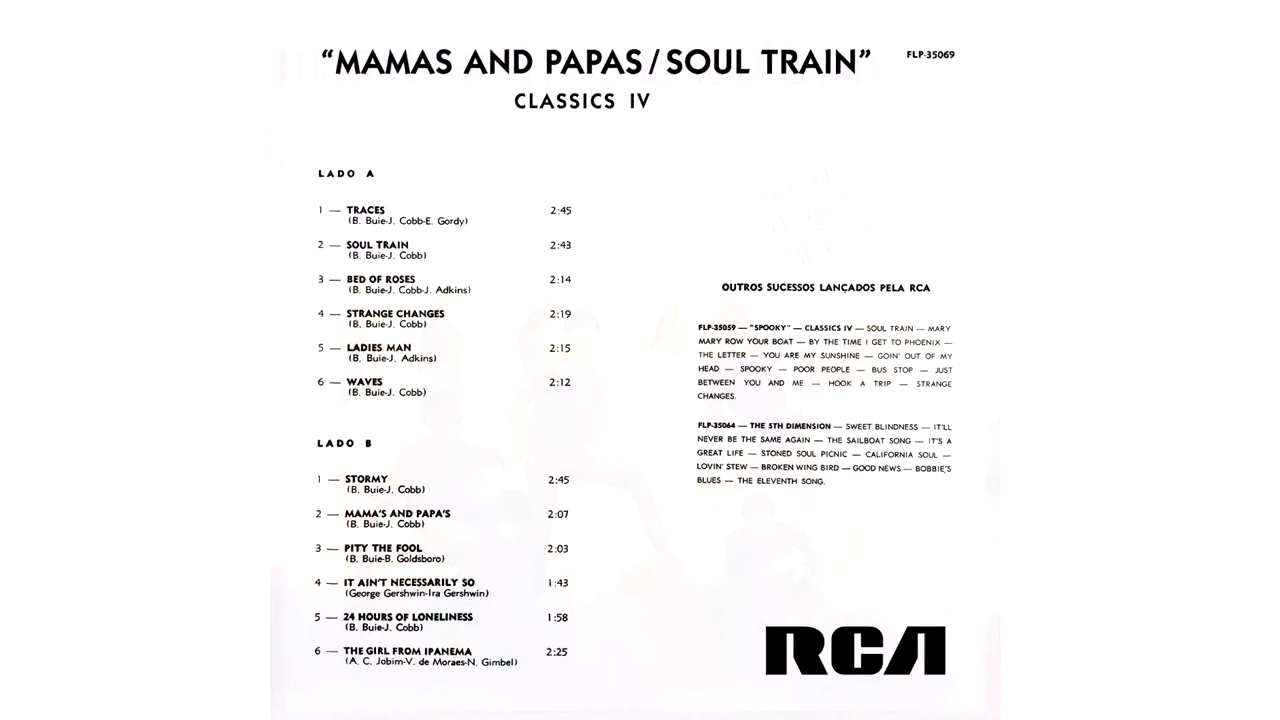 “MAMAS AND PAPAS/SOUL TRAIN”
FLP-35069
CLASSICS IV
LADO A
1 — TRACES 2:45
(B. Buie-J. Cobb-E. Gordy)
2 — SOUL TRAIN 2:43
(B. Buie-J. Cobb)
3 — BED OF ROSES 2:14
(B. Buie-J. Cobb-J. Adkins)
4 — STRANGE CHANGES 2:19
(B. Buie-J. Cobb)
5 — LADIES MAN 2:15
(B. Buie-J. Adkins)
6 — WAVES 2:12
(B. Buie-J. Cobb)
LADO B
1 — STORMY 2:45
(B. Buie-J. Cobb)
2 — MAMA'S AND PAPA'S 2:07
(B. Buie-J. Cobb)
3 — PITY THE FOOL 2:03
(B. Buie-B. Goldsboro)
4 — IT AIN'T NECESSARILY SO 1:43
(George Gershwin-Ira Gershwin)
5 — 24 HOURS OF LONELINESS 1:58
(B. Buie-J. Cobb)
6 — THE GIRL FROM IPANEMA 2:25
(A. C. Jobim-V. de Moraes-N. Gimbel)
OUTROS SUCESSOS LANÇADOS PELA RCA
FLP-35059 — "SPOOKY" — CLASSICS IV — SOUL TRAIN — MARY
MARY ROW YOUR BOAT — BY THE TIME I GET TO PHOENIX —
THE LETTER — YOU ARE MY SUNSHINE — GOIN' OUT OF MY
HEAD — SPOOKY — POOR PEOPLE — BUS STOP — JUST
BETWEEN YOU AND ME — HOOK A TRIP — STRANGE
CHANGES.
FLP-35064 — THE 5TH DIMENSION — SWEET BLINDNESS — IT'LL
NEVER BE THE SAME AGAIN — THE SAILBOAT SONG — IT'S A
GREAT LIFE — STONED SOUL PICNIC — CALIFORNIA SOUL —
LOVIN' STEW — BROKEN WING BIRD — GOOD NEWS — BOBBIE'S
BLUES — THE ELEVENTH SONG.
RCA